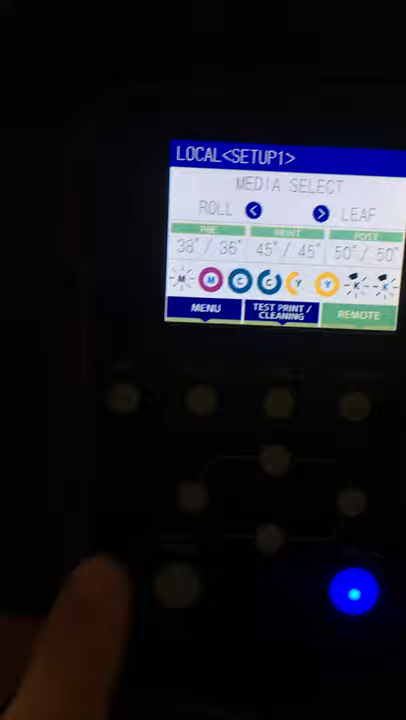 LOCAL<SETUP1>
MEDIA SELECT
ROLL < > LEAF
PRE PRINT POST
38°/ 36° 45°/ 45° 50°/ 50°
M M C C Y Y K K
MENU TEST PRINT / CLEANING REMOTE